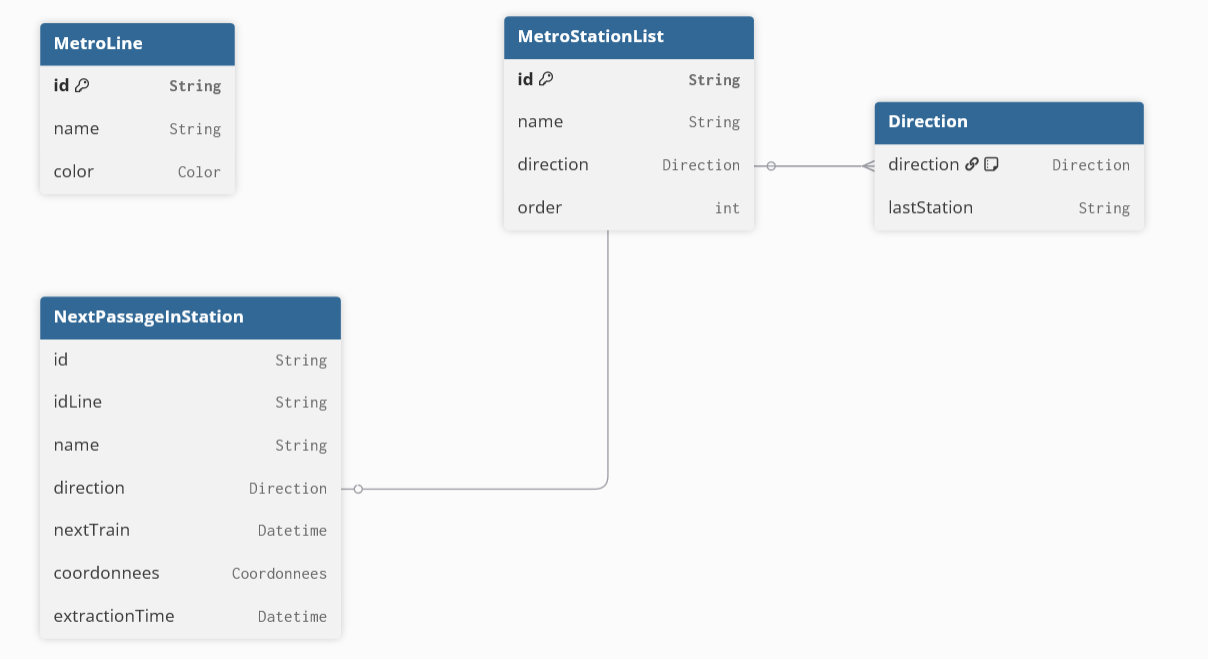 MetroLine
id String
name String
color Color
MetroStationList
id String
name String
direction Direction
order int
Direction
direction Direction
lastStation String
NextPassageInStation
id String
idLine String
name String
direction Direction
nextTrain Datetime
coordonnees Coordonnees
extractionTime Datetime